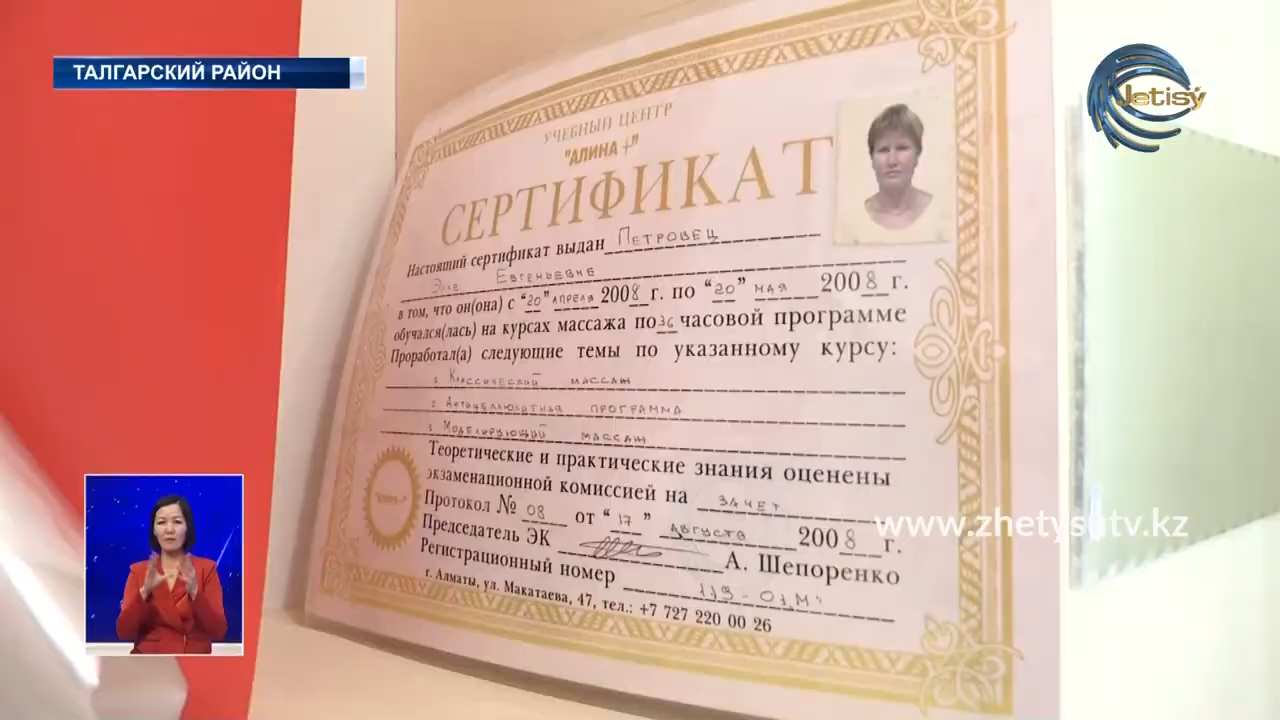 ТАЛГАРСКИЙ РАЙОН
Jetisý
УЧЕБНЫЙ ЦЕНТР
"АЛИНА +"
СЕРТИФИКАТ
Настоящий сертификат выдан ПЕТРОВЕЦ
ЕВГЕНЬЕВНЕ
в том, что он(она) с "20" АПРЕЛЯ 2008 г. по "20" МАЯ 2008 г.
обучался(лась) на курсах массажа по 36 часовой программе
Проработал(а) следующие темы по указанному курсу:
1. КЛАССИЧЕСКИЙ МАССАЖ
2. АНТИЦЕЛЛЮЛИТНАЯ ПРОГРАММА
3. МОДЕЛИРУЮЩИЙ МАССАЖ
Теоретические и практические знания оценены
экзаменационной комиссией на ЗАЧЕТ
Протокол № 08 от "17" АВГУСТА 2008 г.
Председатель ЭК А. Шепоренко
Регистрационный номер
г. Алматы, ул. Макатаева, 47, тел.: +7 727 220 00 26
www.zhetysutv.kz